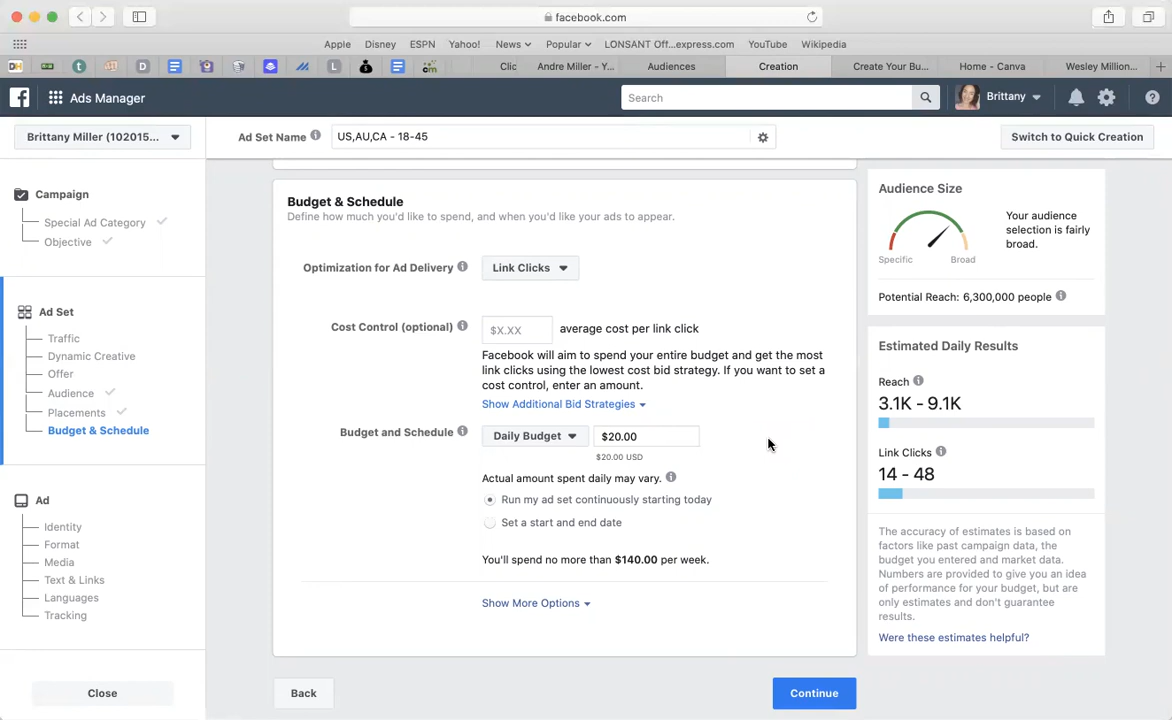 facebook.com
Apple Disney ESPN Yahoo! News Popular LONSANT Off...express.com YouTube Wikipedia
DH t D L cm Clic Andre Miller - Y... Audiences Creation Create Your Bu... Home - Canva Wesley Million...
Ads Manager Search Brittany
Brittany Miller (102015... Ad Set Name US,AU,CA - 18-45 Switch to Quick Creation
Campaign
Special Ad Category
Objective
Ad Set
Traffic
Dynamic Creative
Offer
Audience
Placements
Budget & Schedule
Ad
Identity
Format
Media
Text & Links
Languages
Tracking
Close
Budget & Schedule
Define how much you'd like to spend, and when you'd like your ads to appear.
Optimization for Ad Delivery Link Clicks
Cost Control (optional) $X.XX average cost per link click
Facebook will aim to spend your entire budget and get the most
link clicks using the lowest cost bid strategy. If you want to set a
cost control, enter an amount.
Show Additional Bid Strategies
Budget and Schedule Daily Budget $20.00
$20.00 USD
Actual amount spent daily may vary.
Run my ad set continuously starting today
Set a start and end date
You'll spend no more than $140.00 per week.
Show More Options
Back Continue
Audience Size
Specific Broad
Your audience
selection is fairly
broad.
Potential Reach: 6,300,000 people
Estimated Daily Results
Reach
3.1K - 9.1K
Link Clicks
14 - 48
The accuracy of estimates is based on
factors like past campaign data, the
budget you entered and market data.
Numbers are provided to give you an idea
of performance for your budget, but are
only estimates and don't guarantee
results.
Were these estimates helpful?